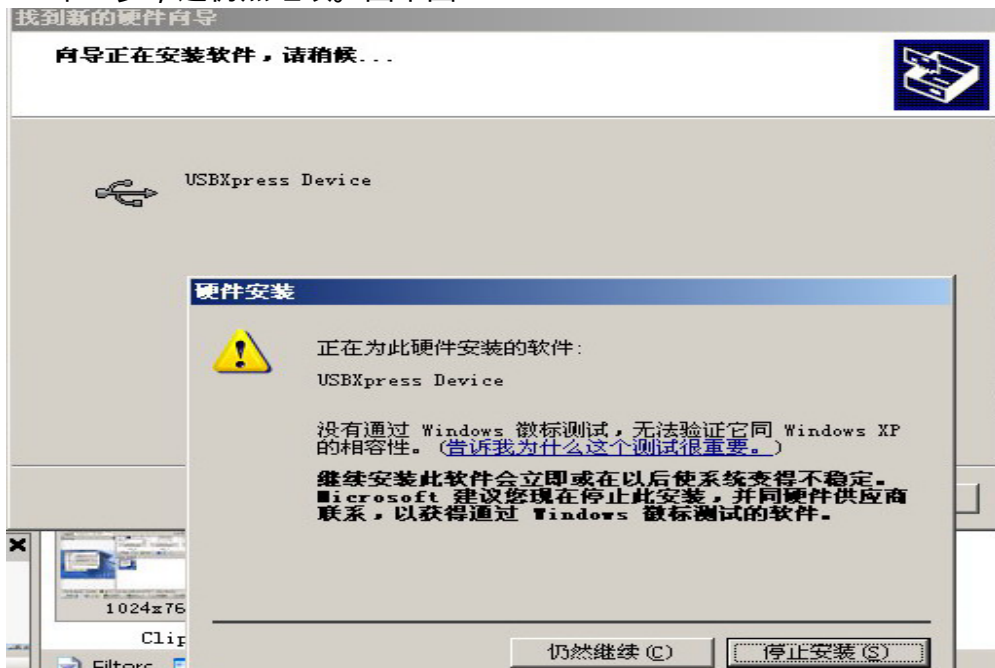 找到新的硬件向导
向导正在安装软件，请稍候...
USBXpress Device
硬件安装
正在为此硬件安装的软件:
USBXpress Device
没有通过 Windows 徽标测试，无法验证它同 Windows XP
的相容性。(告诉我为什么这个测试很重要。)
继续安装此软件会立即或在以后使系统变得不稳定。
Microsoft 建议您现在停止此安装，并同硬件供应商
联系，以获得通过 Windows 徽标测试的软件。
1024x76
Clip
仍然继续(C)
停止安装(S)
Filters